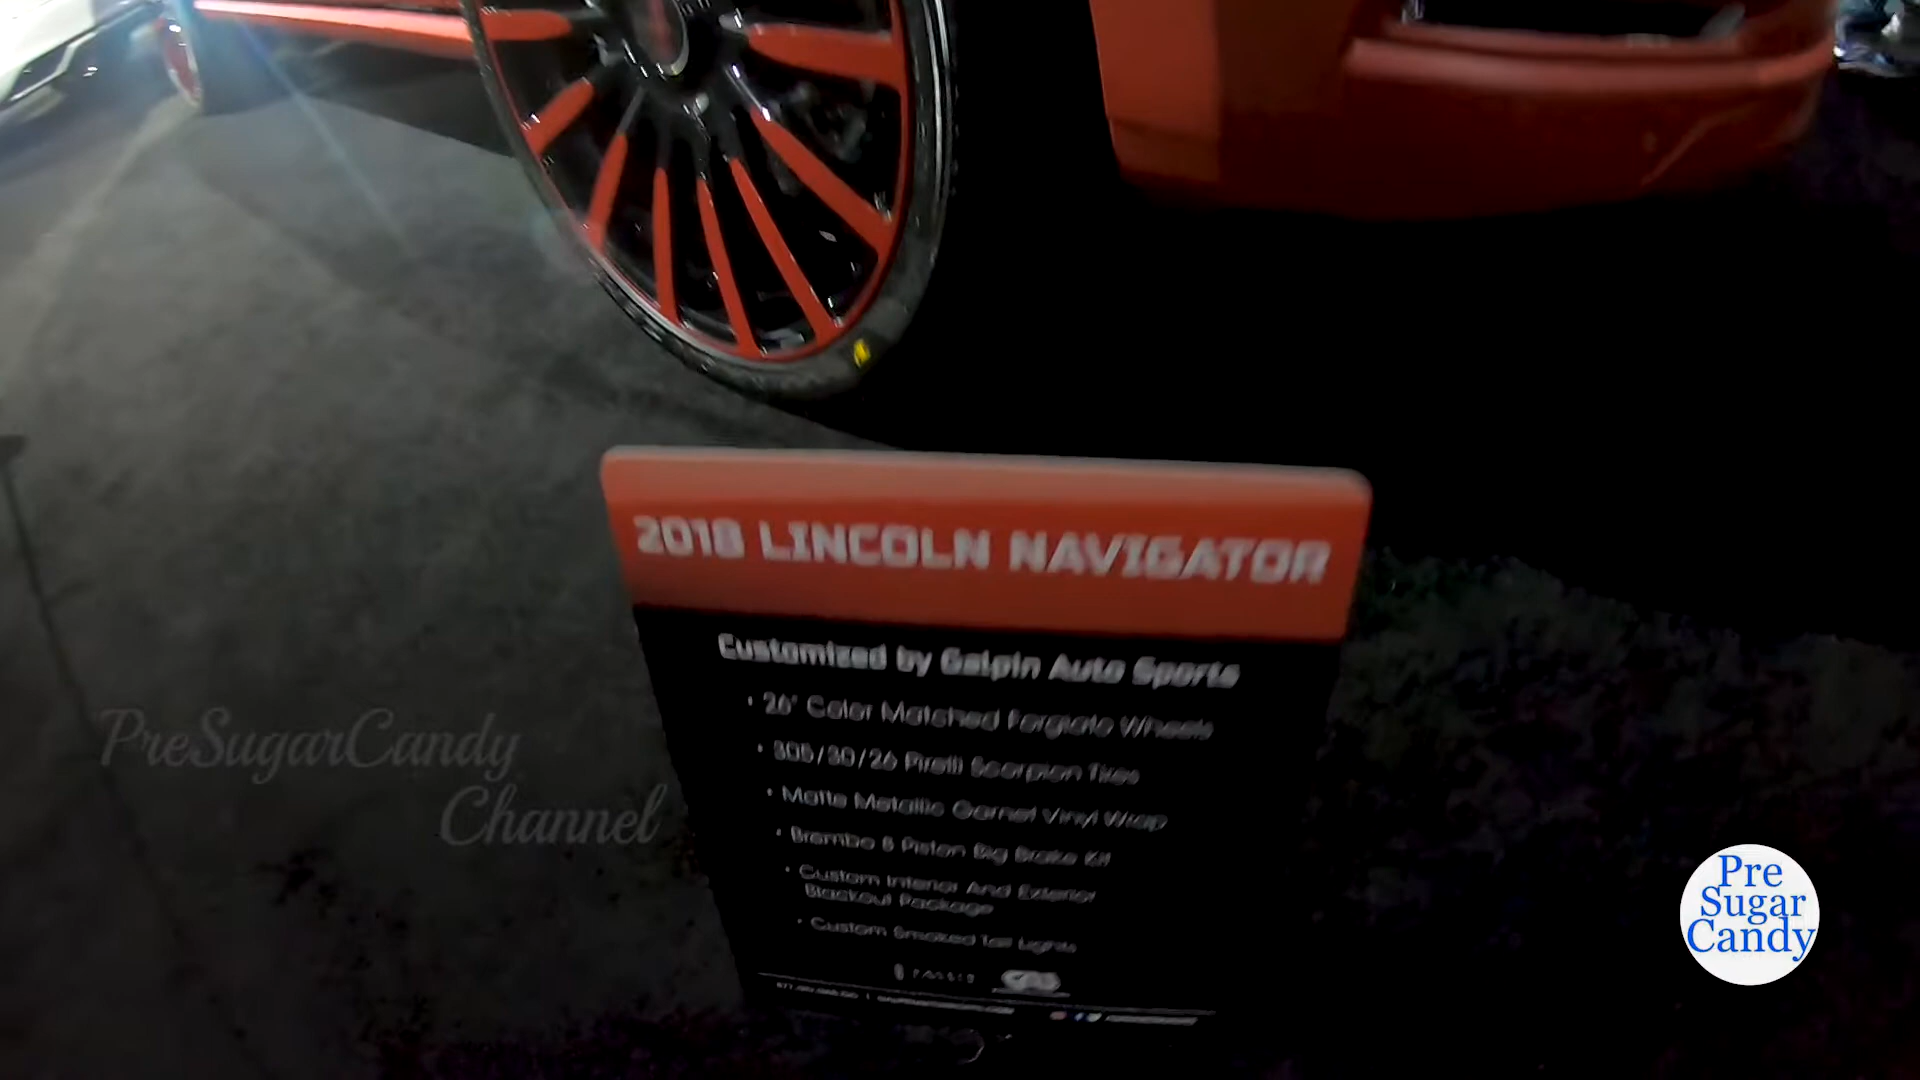 2018 LINCOLN NAVIGATOR
Customized by Galpin Auto Sports
• 26" Color Matched Forgiato Wheels
• 305/30/26 Pirelli Scorpion Tires
• Matte Metallic Garnet Vinyl Wrap
• Brembo 8 Piston Big Brake Kit
• Custom Interior And Exterior
Blackout Package
• Custom Smoked Tail Lights
GAS
PreSugarCandy
Channel
Pre
Sugar
Candy